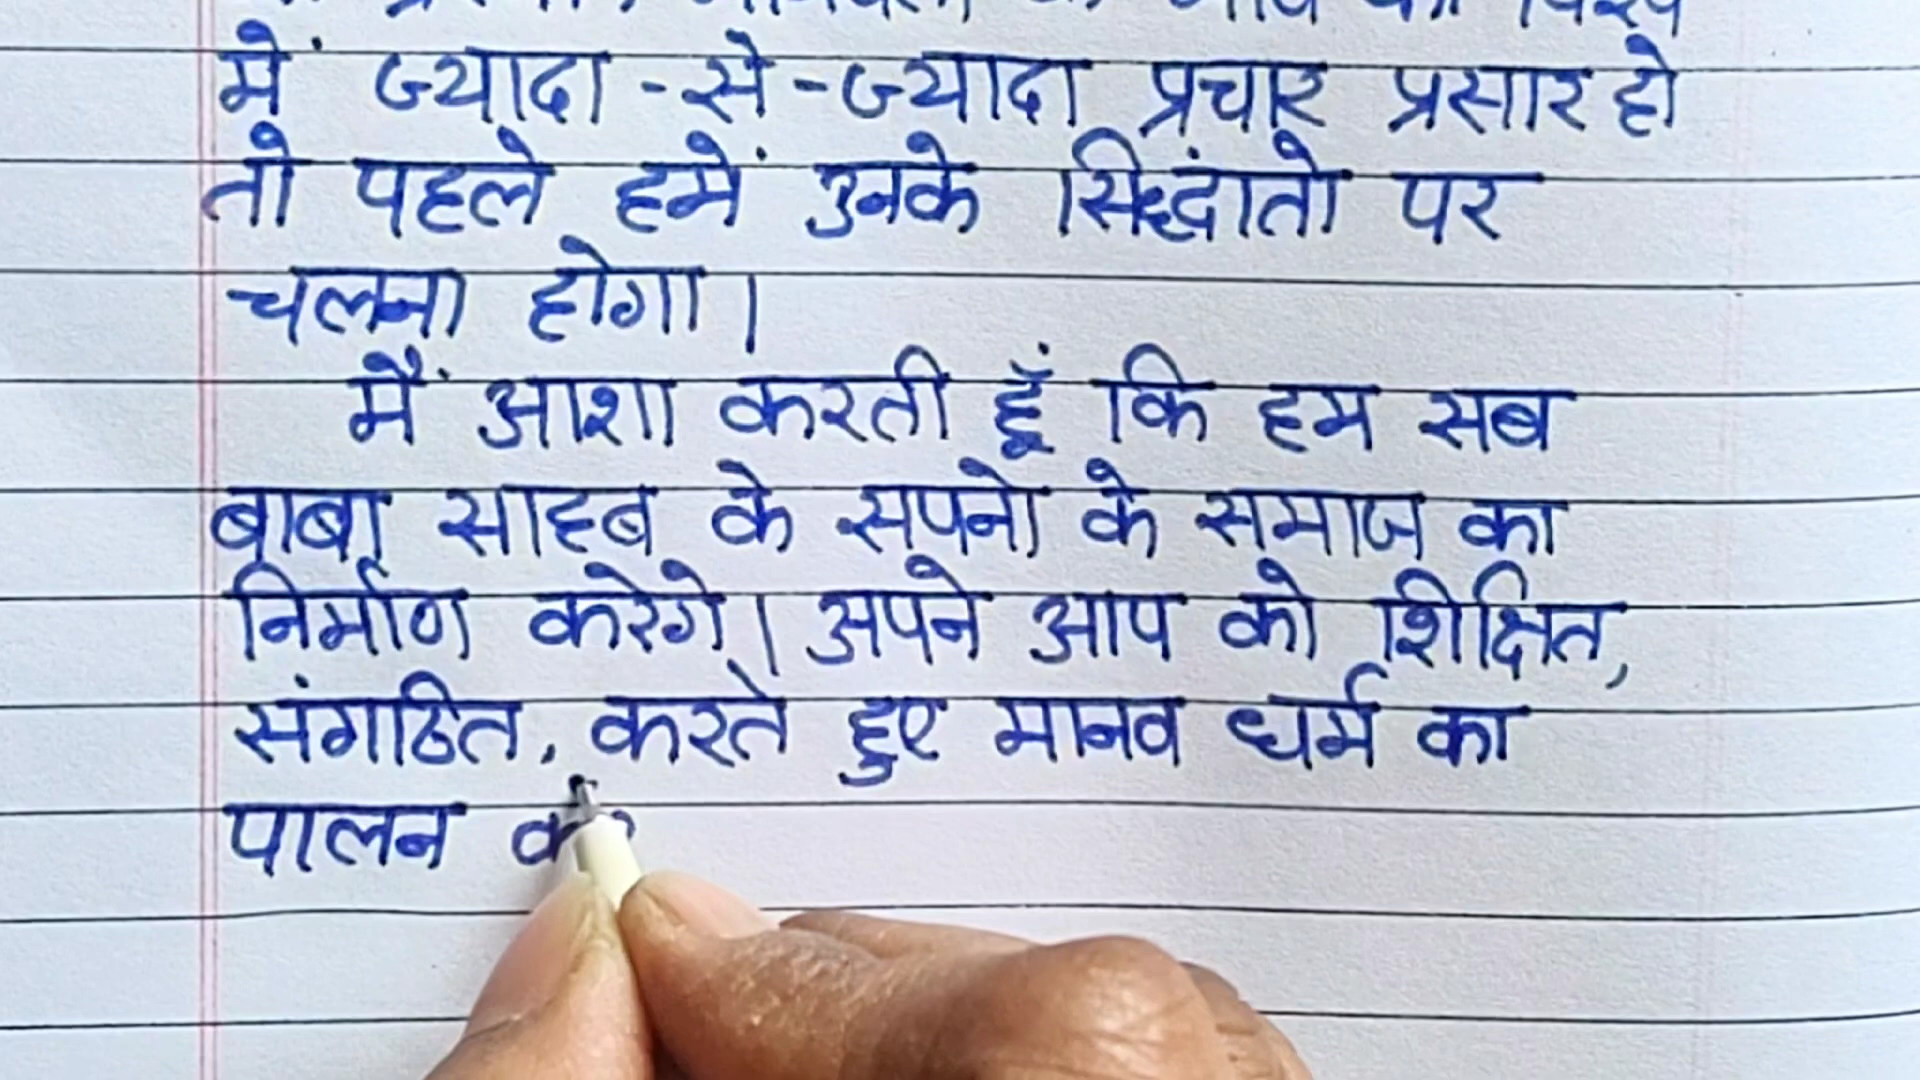 में ज्यादा-से-ज्यादा प्रचार प्रसार हो
तो पहले हमें उनके सिद्धांतो पर
चलना होगा।
मैं आशा करती हूँ कि हम सब
बाबा साहब के सपनो के समाज का
निर्माण करेगे। अपने आप को शिक्षित,
संगठित, करते हुए मानव धर्म का
पालन